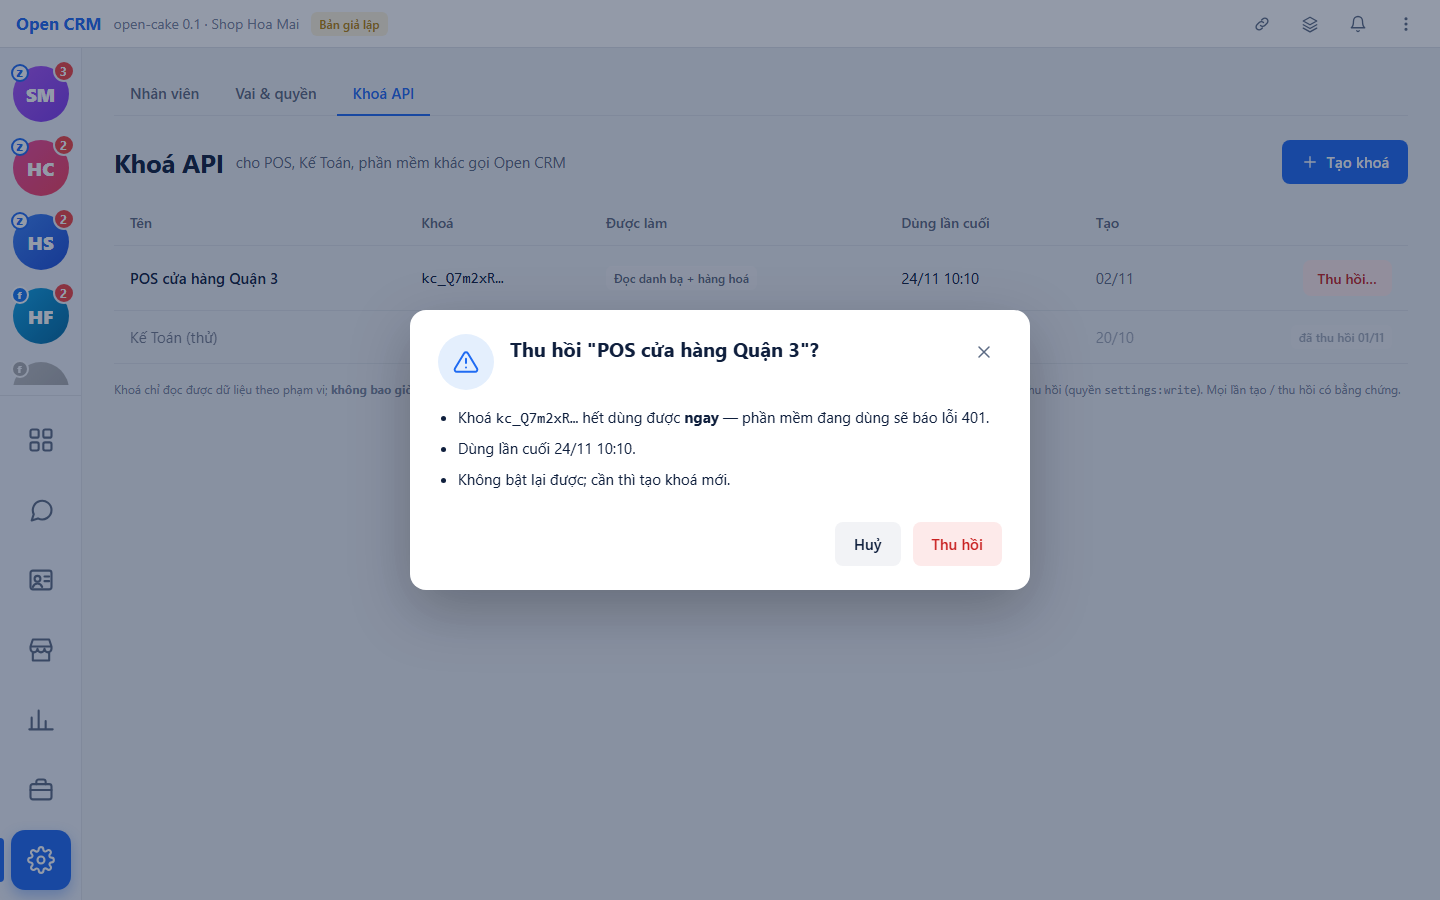 Open CRM open-cake 0.1 · Shop Hoa Mai Bản giả lập
z 3
SM
z 2
HC
z 2
HS
f 2
HF
f
Nhân viên Vai & quyền Khoá API
Khoá API cho POS, Kế Toán, phần mềm khác gọi Open CRM
+ Tạo khoá
Tên Khoá Được làm Dùng lần cuối Tạo
POS cửa hàng Quận 3 kc_Q7m2xR… Đọc danh bạ + hàng hoá 24/11 10:10 02/11 Thu hồi…
Kế Toán (thử) 20/10 đã thu hồi 01/11
Khoá chỉ đọc được dữ liệu theo phạm vi; không bao giờ
hu hồi (quyền settings:write). Mọi lần tạo / thu hồi có bằng chứng.
Thu hồi "POS cửa hàng Quận 3"?
• Khoá kc_Q7m2xR… hết dùng được ngay — phần mềm đang dùng sẽ báo lỗi 401.
• Dùng lần cuối 24/11 10:10.
• Không bật lại được; cần thì tạo khoá mới.
Huỷ Thu hồi